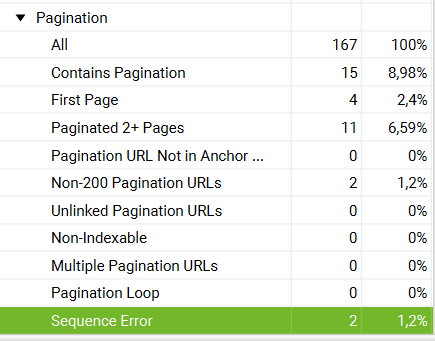 Pagination
All 167 100%
Contains Pagination 15 8,98%
First Page 4 2,4%
Paginated 2+ Pages 11 6,59%
Pagination URL Not in Anchor ... 0 0%
Non-200 Pagination URLs 2 1,2%
Unlinked Pagination URLs 0 0%
Non-Indexable 0 0%
Multiple Pagination URLs 0 0%
Pagination Loop 0 0%
Sequence Error 2 1,2%